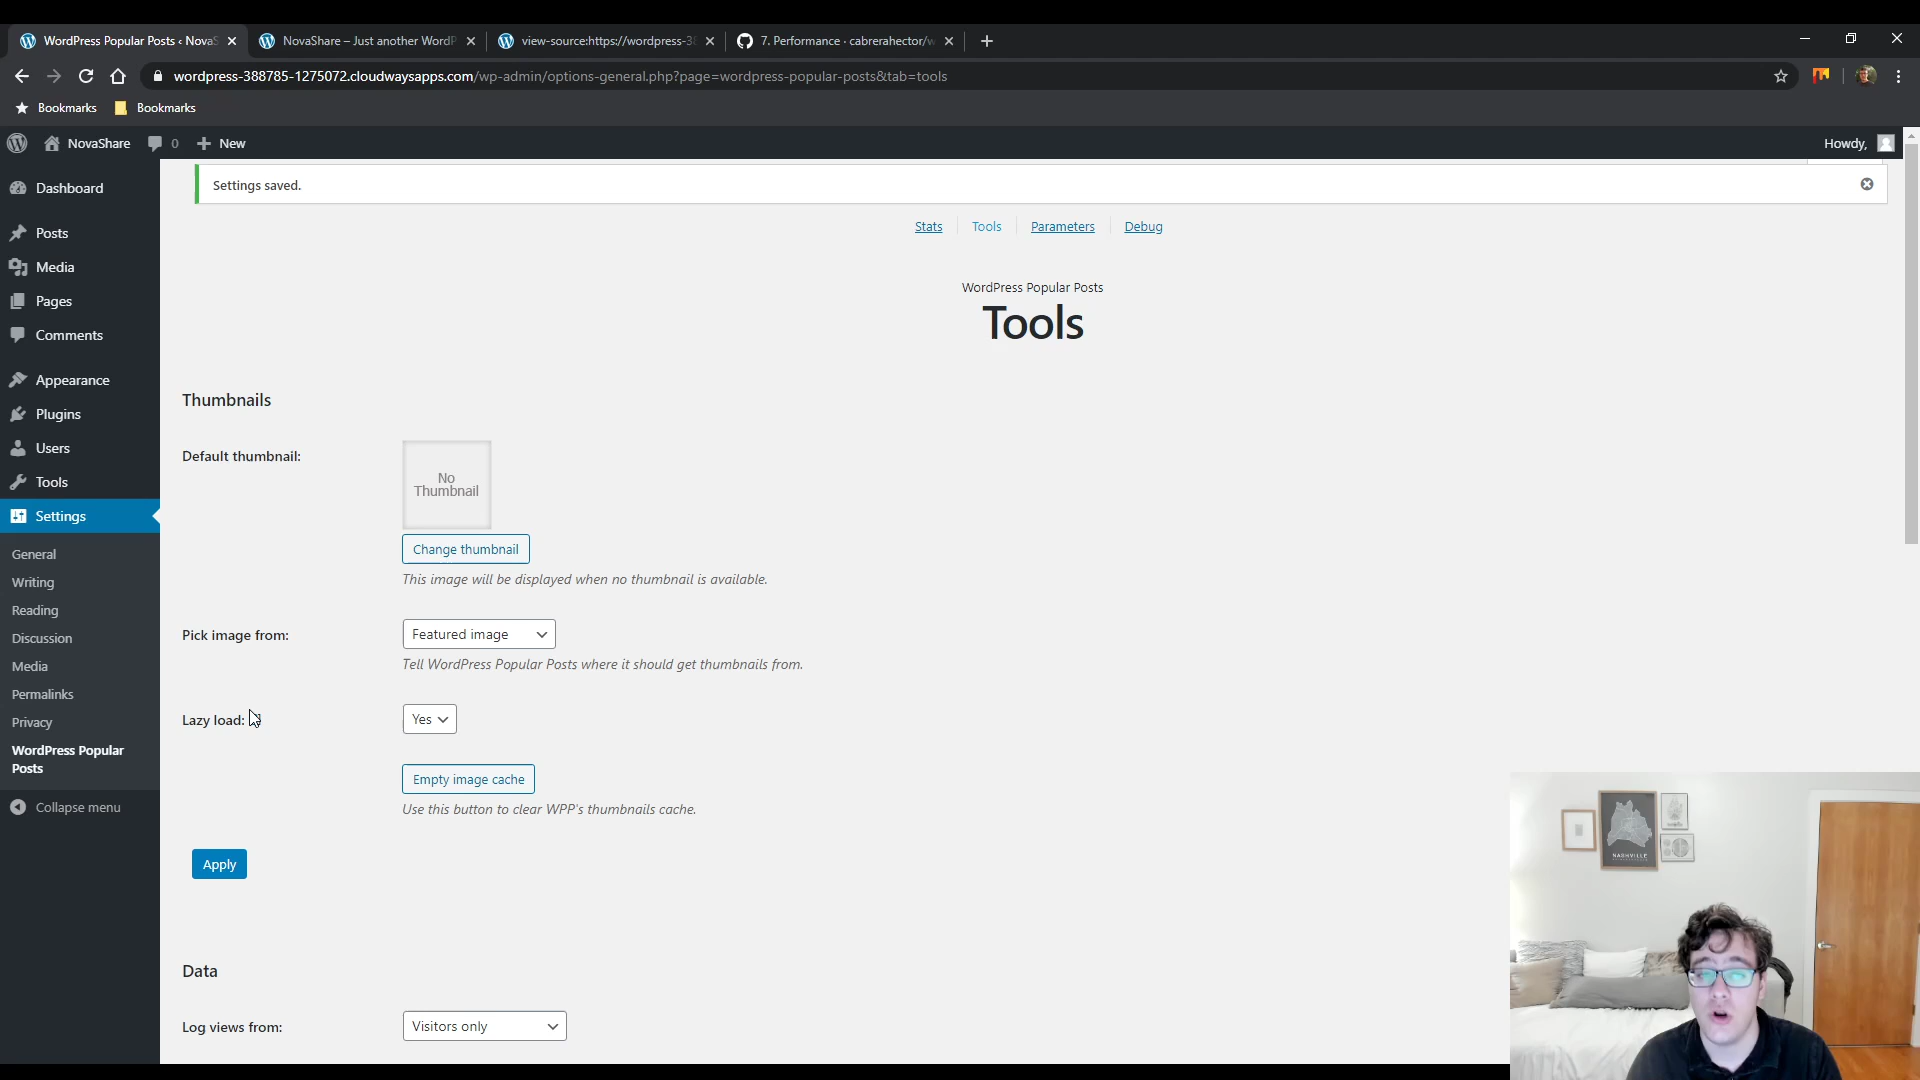 WordPress Popular Posts ‹ NovaS
NovaShare – Just another WordP
view-source:https://wordpress-38
7. Performance · cabrerahector/w
wordpress-388785-1275072.cloudwaysapps.com/wp-admin/options-general.php?page=wordpress-popular-posts&tab=tools
Bookmarks
Bookmarks
NovaShare
0
New
Howdy,
Dashboard
Posts
Media
Pages
Comments
Appearance
Plugins
Users
Tools
Settings
General
Writing
Reading
Discussion
Media
Permalinks
Privacy
WordPress Popular
Posts
Collapse menu
Settings saved.
Stats
Tools
Parameters
Debug
WordPress Popular Posts
Tools
Thumbnails
Default thumbnail:
No
Thumbnail
Change thumbnail
This image will be displayed when no thumbnail is available.
Pick image from:
Featured image
Tell WordPress Popular Posts where it should get thumbnails from.
Lazy load:
Yes
Empty image cache
Use this button to clear WPP's thumbnails cache.
Apply
Data
Log views from:
Visitors only
NASHVILLE